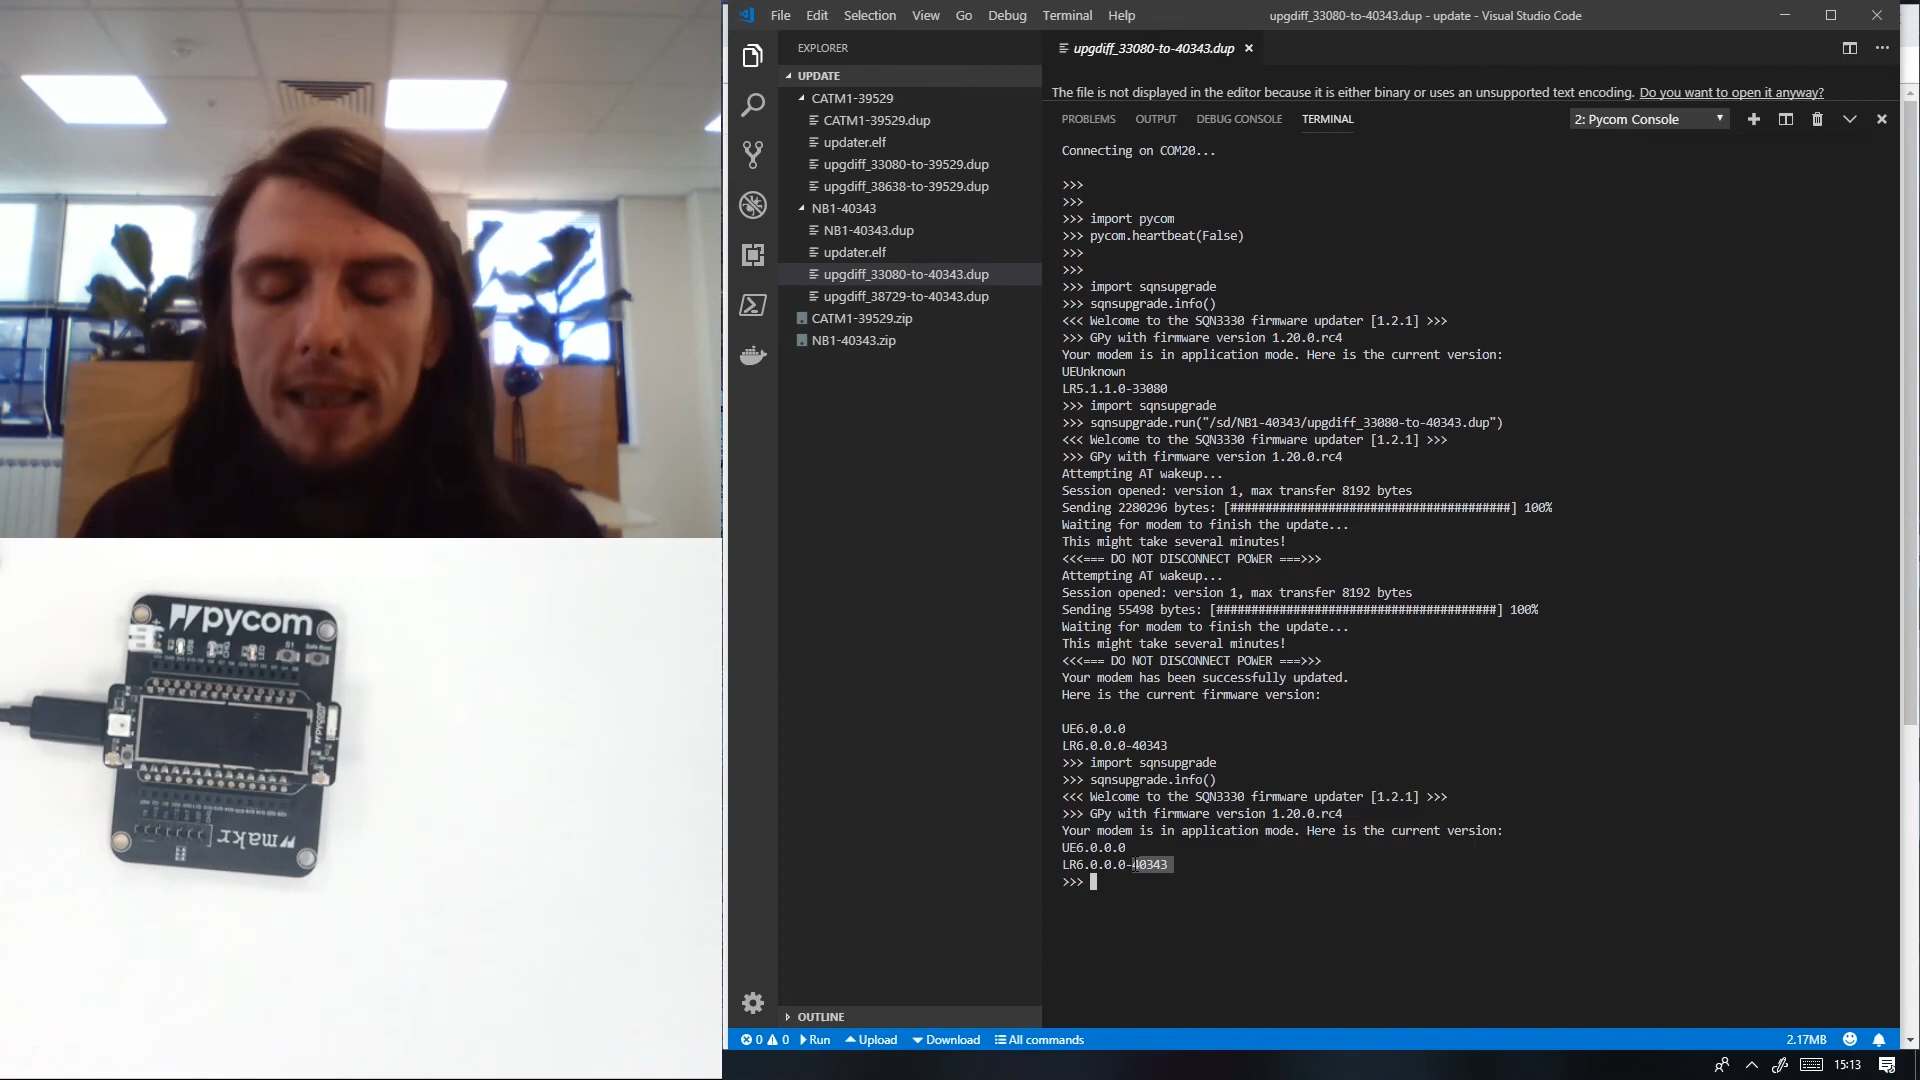 File Edit Selection View Go Debug Terminal Help
upgdiff_33080-to-40343.dup - update - Visual Studio Code
EXPLORER
UPDATE
CATM1-39529
CATM1-39529.dup
updater.elf
upgdiff_33080-to-39529.dup
upgdiff_38638-to-39529.dup
NB1-40343
NB1-40343.dup
updater.elf
upgdiff_33080-to-40343.dup
upgdiff_38729-to-40343.dup
CATM1-39529.zip
NB1-40343.zip
OUTLINE
upgdiff_33080-to-40343.dup
The file is not displayed in the editor because it is either binary or uses an unsupported text encoding. Do you want to open it anyway?
PROBLEMS OUTPUT DEBUG CONSOLE TERMINAL
2: Pycom Console
Connecting on COM20...
>>>
>>>
>>> import pycom
>>> pycom.heartbeat(False)
>>>
>>>
>>> import sqnsupgrade
>>> sqnsupgrade.info()
<<< Welcome to the SQN3330 firmware updater [1.2.1] >>>
>>> GPy with firmware version 1.20.0.rc4
Your modem is in application mode. Here is the current version:
UEUnknown
LR5.1.1.0-33080
>>> import sqnsupgrade
>>> sqnsupgrade.run("/sd/NB1-40343/upgdiff_33080-to-40343.dup")
<<< Welcome to the SQN3330 firmware updater [1.2.1] >>>
>>> GPy with firmware version 1.20.0.rc4
Attempting AT wakeup...
Session opened: version 1, max transfer 8192 bytes
Sending 2280296 bytes: [########################################] 100%
Waiting for modem to finish the update...
This might take several minutes!
<<<=== DO NOT DISCONNECT POWER ===>>>
Attempting AT wakeup...
Session opened: version 1, max transfer 8192 bytes
Sending 55498 bytes: [########################################] 100%
Waiting for modem to finish the update...
This might take several minutes!
<<<=== DO NOT DISCONNECT POWER ===>>>
Your modem has been successfully updated.
Here is the current firmware version:
UE6.0.0.0
LR6.0.0.0-40343
>>> import sqnsupgrade
>>> sqnsupgrade.info()
<<< Welcome to the SQN3330 firmware updater [1.2.1] >>>
>>> GPy with firmware version 1.20.0.rc4
Your modem is in application mode. Here is the current version:
UE6.0.0.0
LR6.0.0.0-40343
>>>
0 0 Run Upload Download All commands
2.17MB
15:13
pycom
USB CHG LED S1 Safe Boot
pycom
makr